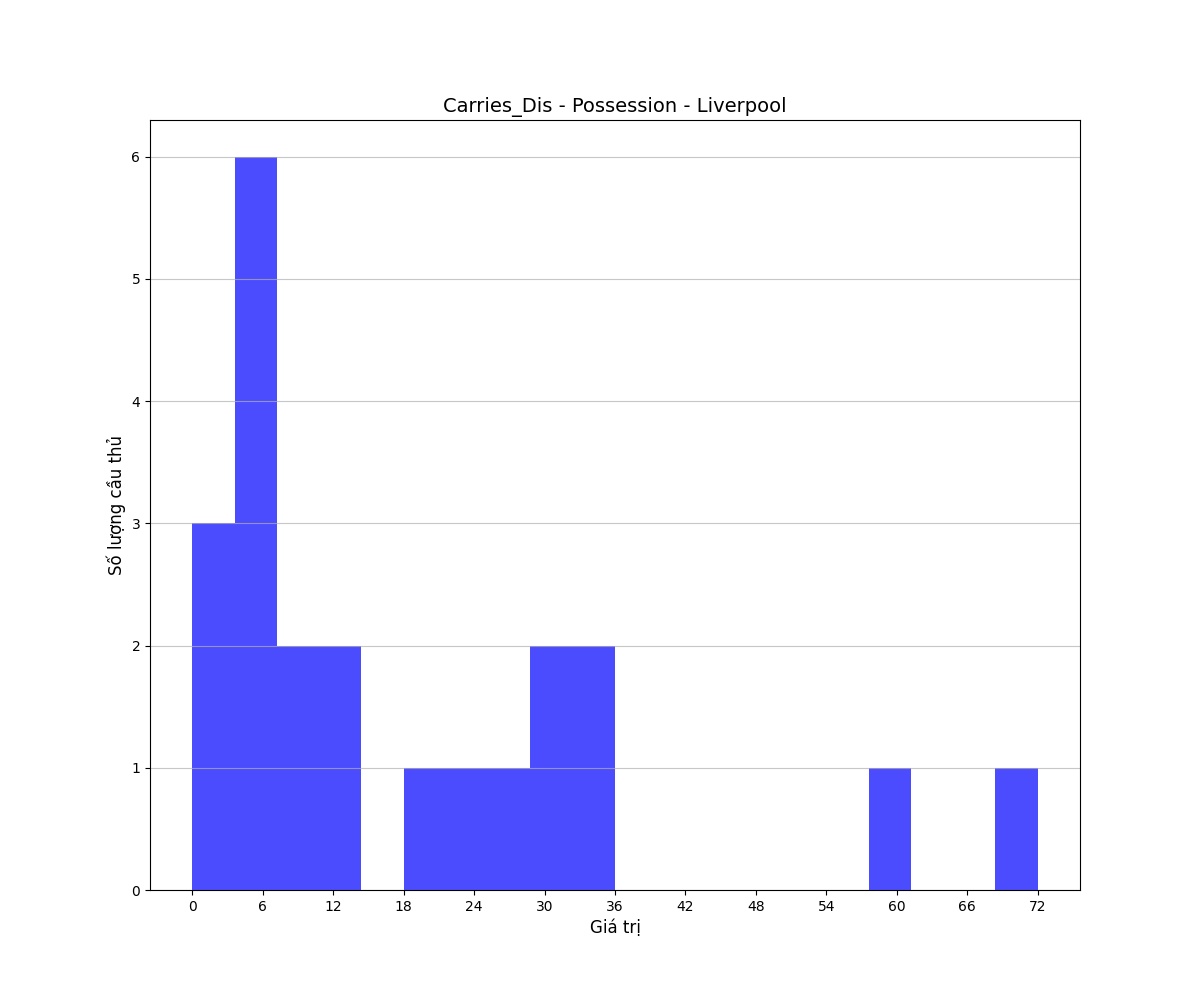 Carries_Dis - Possession - Liverpool
6
5
4
3
2
1
0
Số lượng cầu thủ
0 6 12 18 24 30 36 42 48 54 60 66 72
Giá trị